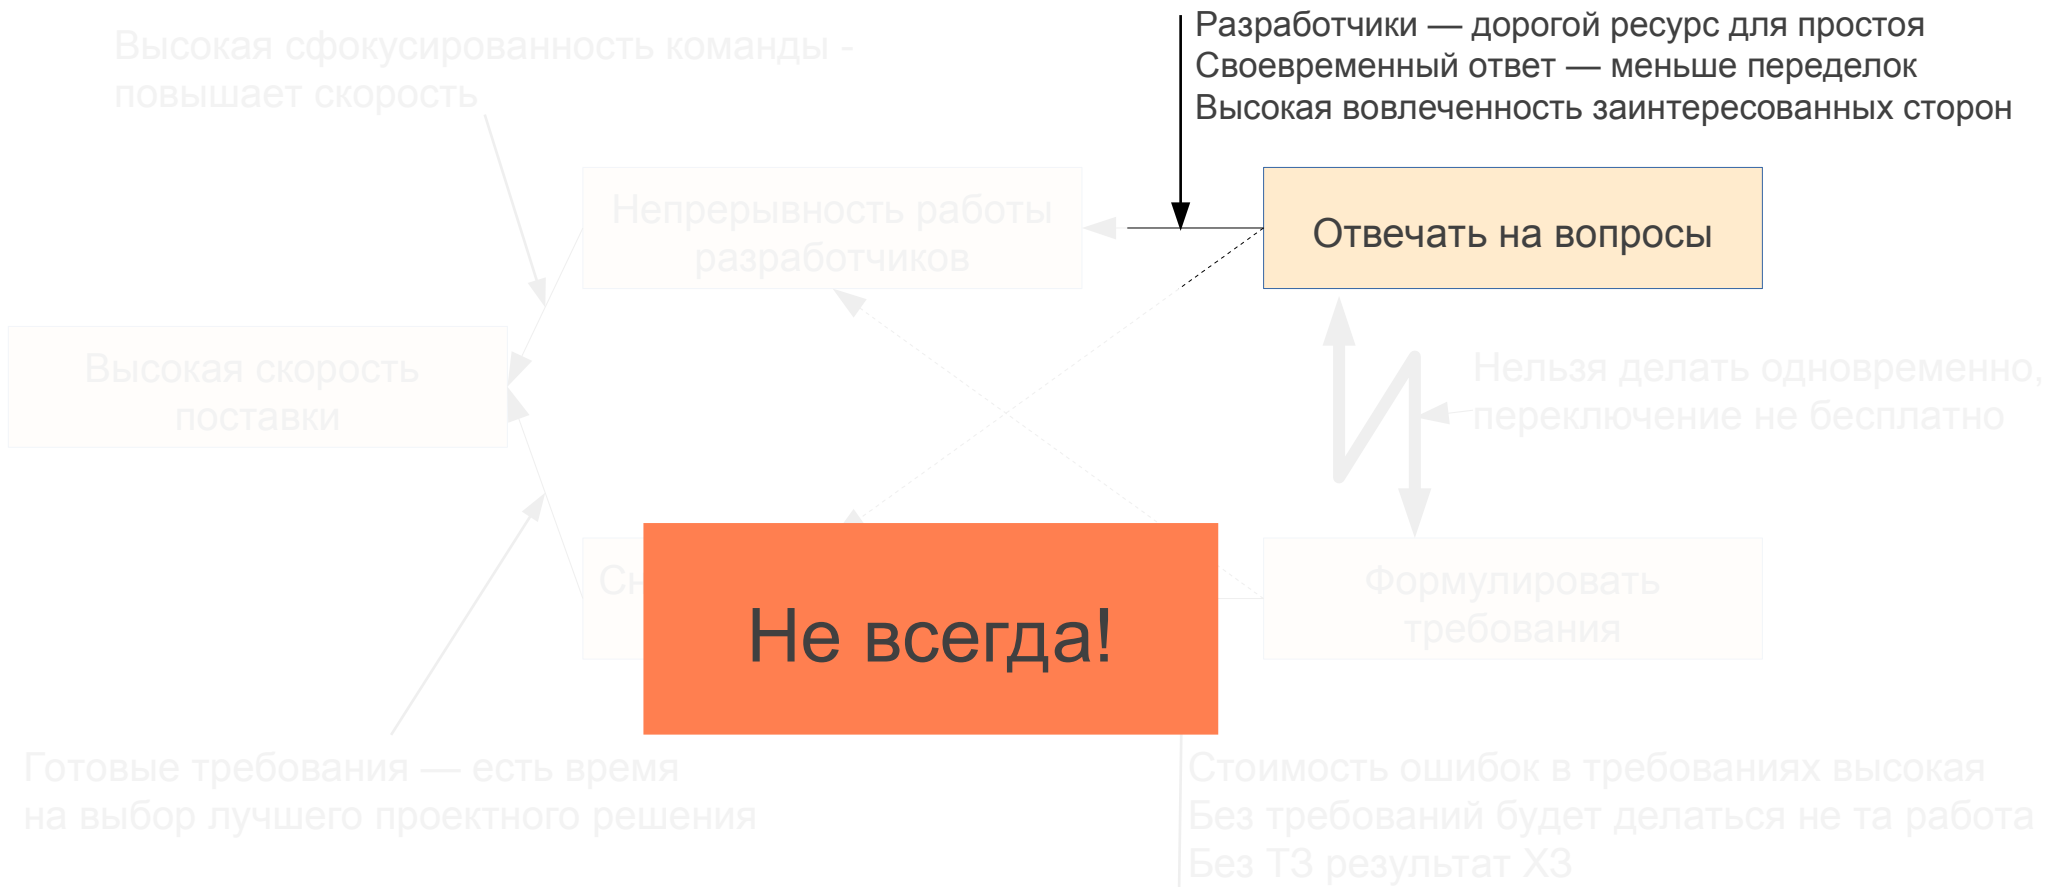 Высокая сфокусированность команды -
повышает скорость
Разработчики — дорогой ресурс для простоя
Своевременный ответ — меньше переделок
Высокая вовлеченность заинтересованных сторон
Непрерывность работы
разработчиков
Отвечать на вопросы
Высокая скорость
поставки
Нельзя делать одновременно,
переключение не бесплатно
Не всегда!
Формулировать
требования
Готовые требования — есть время
на выбор лучшего проектного решения
Стоимость ошибок в требованиях высокая
Без требований будет делаться не та работа
Без ТЗ результат ХЗ